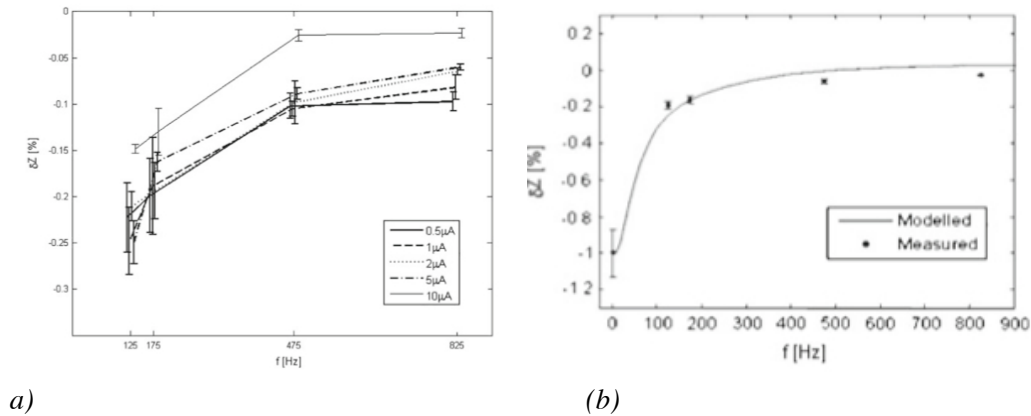 0
-0.05
-0.1
-0.15
-0.2
-0.25
-0.3
δZ [%]
125 175 475 825
f [Hz]
0.5μA
1μA
2μA
5μA
10μA
a)
0.2
0
-0.2
-0.4
-0.6
-0.8
-1
-1.2
δZ [%]
0 100 200 300 400 500 600 700 800 900
f [Hz]
Modelled
Measured
(b)